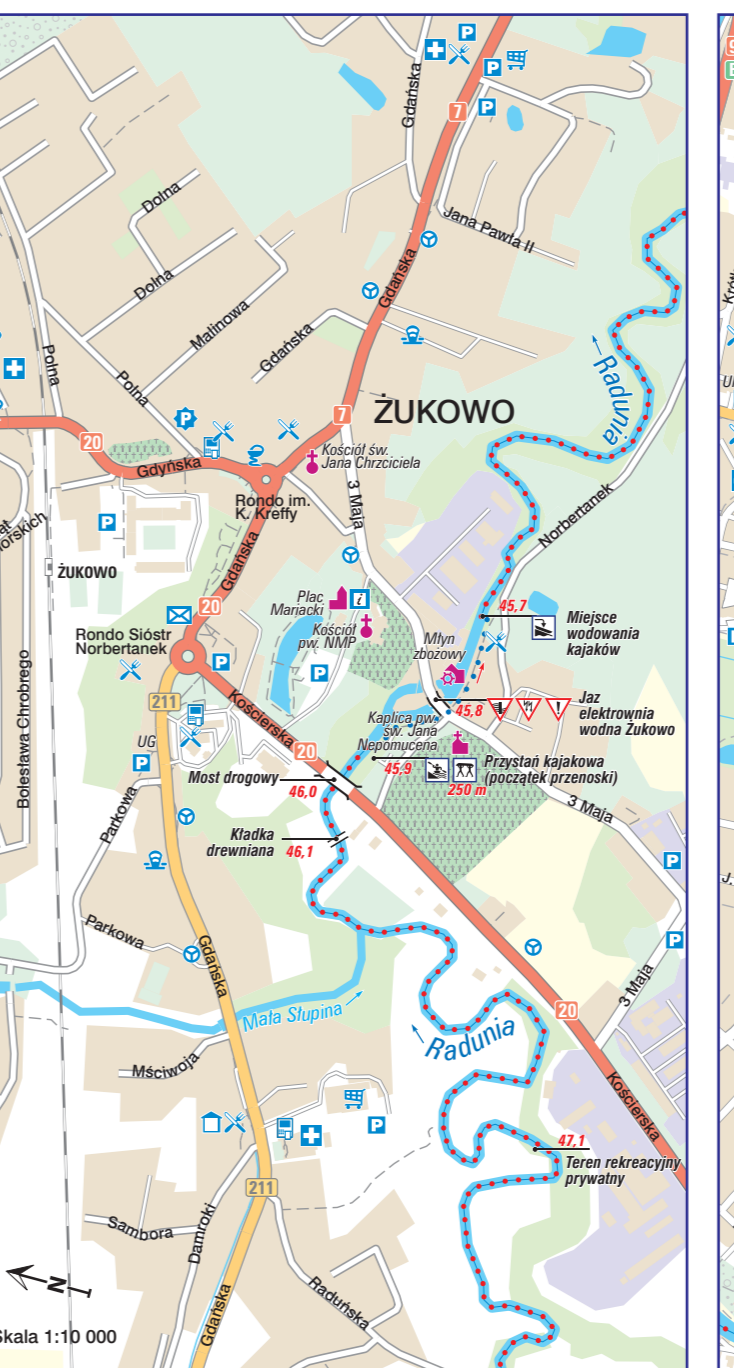 Gdańska
7
Jana Pawła II
Dolna
Dolna
Gdańska
Malinowa
Gdańska
← Radunia
Polna
Polna
20
7
ŻUKOWO
Gdyńska
Kościół św.
Jana Chrzciciela
Rondo im.
K. Kreffy
3 Maja
Norbertanek
ŻUKOWO
Gdańska
20
Plac
Mariacki
Kościół
pw. NMP
45,7
Miejsce
wodowania
kajaków
Rondo Sióstr
Norbertanek
Młyn
zbożowy
211
Kościerska
20
45,8
Jaz
elektrownia
wodna Żukowo
Kaplica pw.
św. Jana
Nepomucena
UG
Bolesława Chrobrego
Most drogowy
46,0
45,9
250 m
Przystań kajakowa
(początek przenoski)
3 Maja
Parkowa
Kładka
drewniana
46,1
Parkowa
Gdańska
3 Maja
Mała Słupina
20
← Radunia
Mściwoja
Kościerska
47,1
Teren rekreacyjny
prywatny
211
Sambora
Damroki
Raduńska
Gdańska
N
Skala 1:10 000